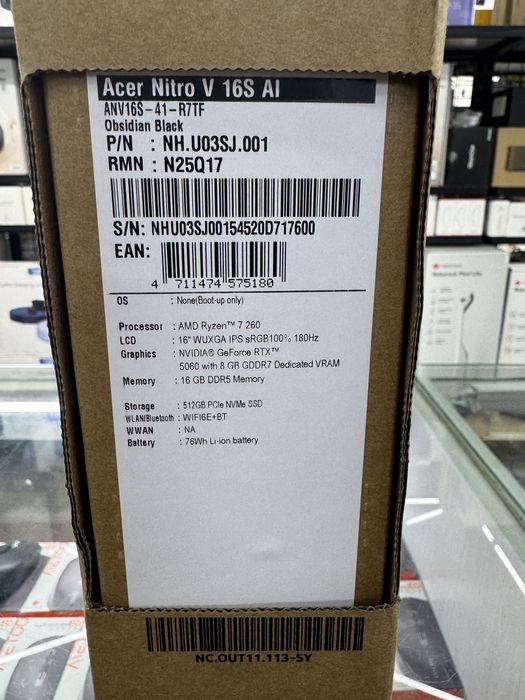 Acer Nitro V 16S AI
ANV16S-41-R7TF
Obsidian Black
P/N : NH.U03SJ.001
RMN : N25Q17
S/N: NHU03SJ00154520D717600
EAN:
4 711474 575180
OS : None(Boot-up only)
Processor : AMD Ryzen™ 7 260
LCD : 16" WUXGA IPS sRGB100% 180Hz
Graphics : NVIDIA® GeForce RTX™
5060 with 8 GB GDDR7 Dedicated VRAM
Memory : 16 GB DDR5 Memory
Storage : 512GB PCIe NVMe SSD
WLAN/Bluetooth : WIFI6E+BT
WWAN : NA
Battery : 76Wh Li-ion battery
NC.OUT11.113-SY